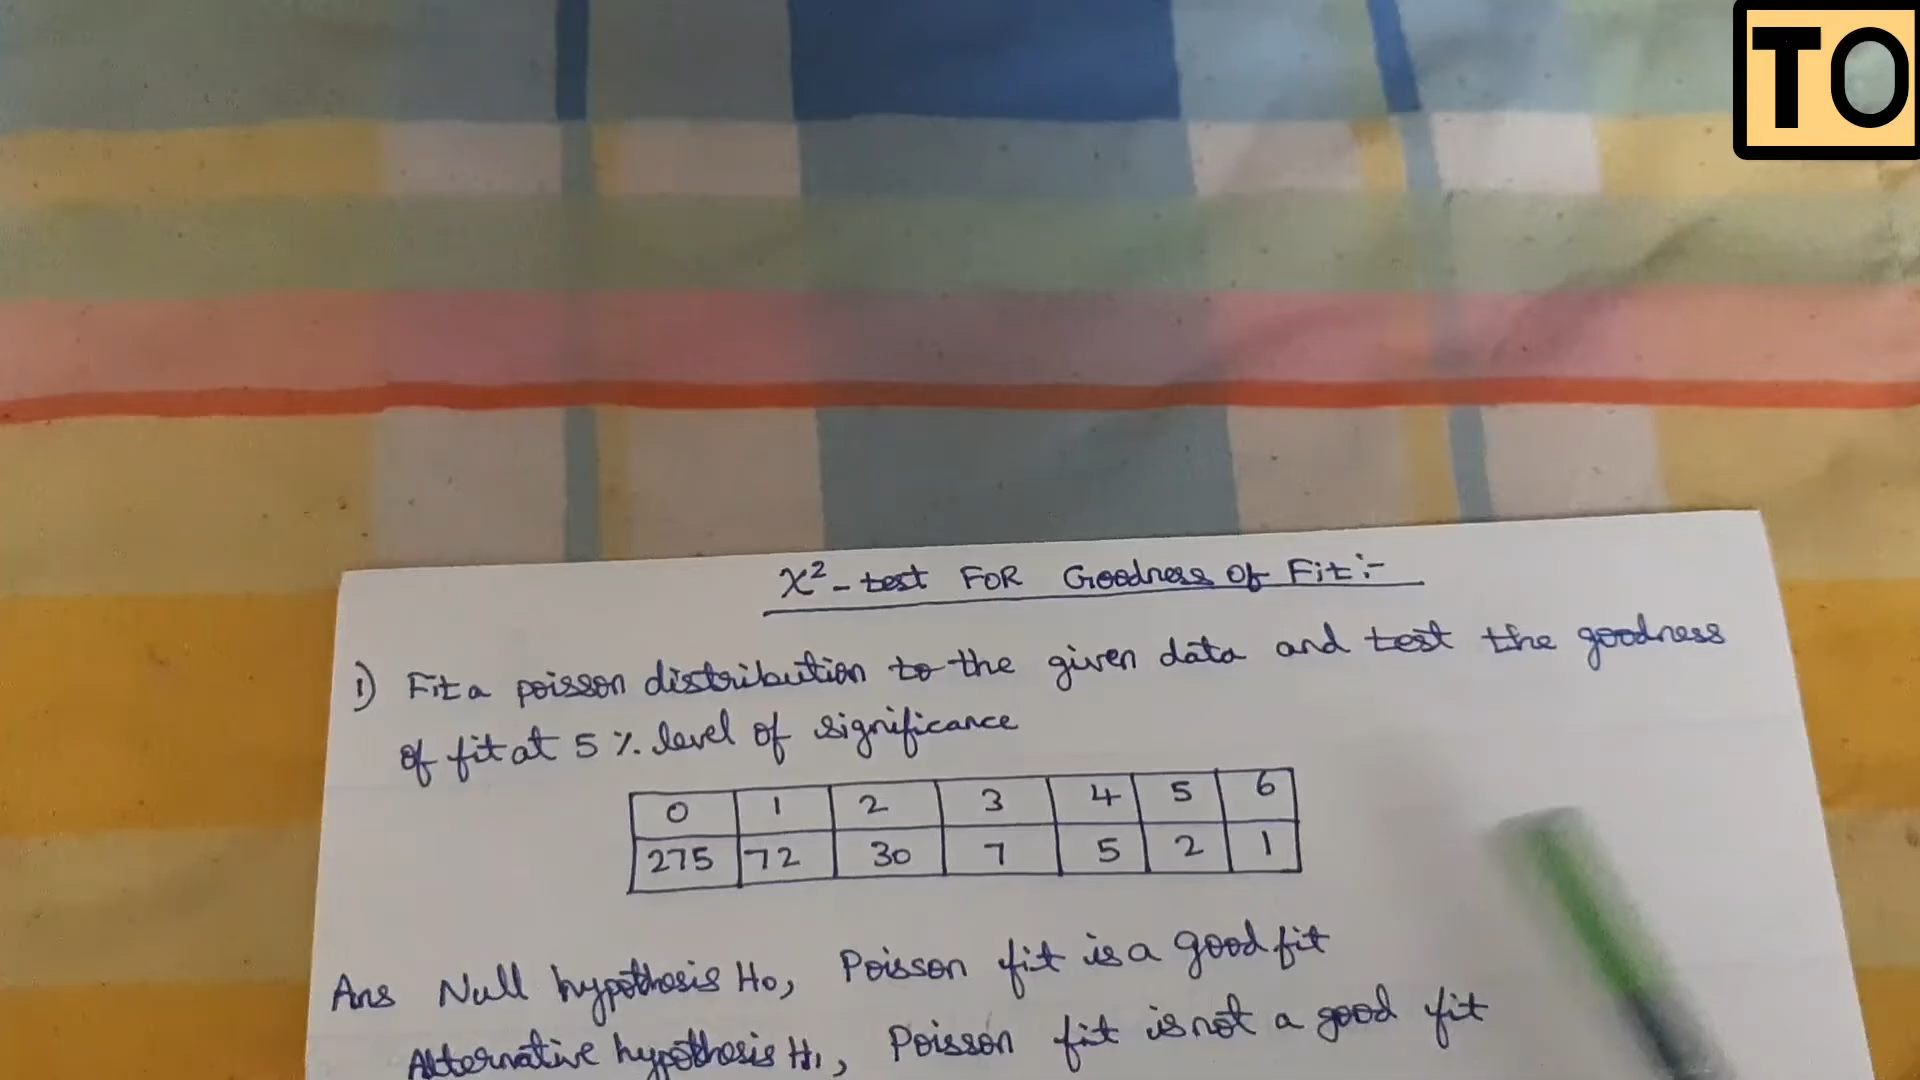 TO
χ²-test FOR Goodness Of Fit:-
1) Fit a poisson distribution to the given data and test the goodness
of fit at 5 % level of significance
0 1 2 3 4 5 6
275 72 30 7 5 2 1
Ans Null hypothesis H₀, Poisson fit is a good fit
Alternative hypothesis H₁, Poisson fit is not a good fit